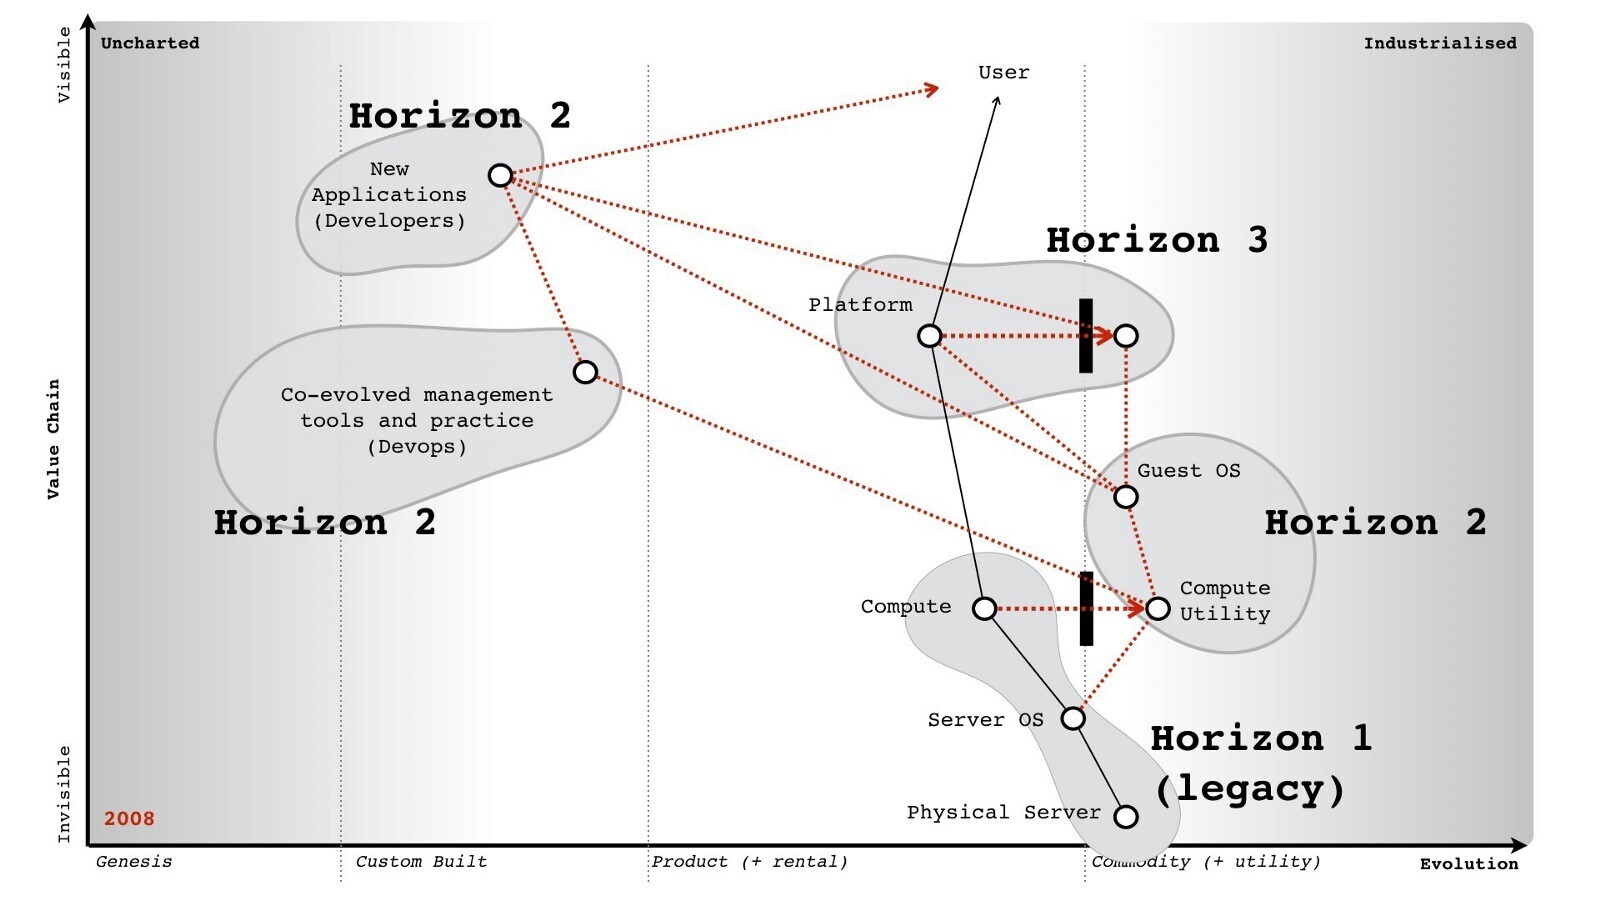 Visible
Uncharted
Industrialised
User
Horizon 2
New
Applications
(Developers)
Horizon 3
Platform
Value Chain
Co-evolved management
tools and practice
(Devops)
Horizon 2
Guest OS
Horizon 2
Compute
Compute
Utility
Server OS
Horizon 1
(legacy)
Physical Server
Invisible
2008
Genesis
Custom Built
Product (+ rental)
Commodity (+ utility)
Evolution